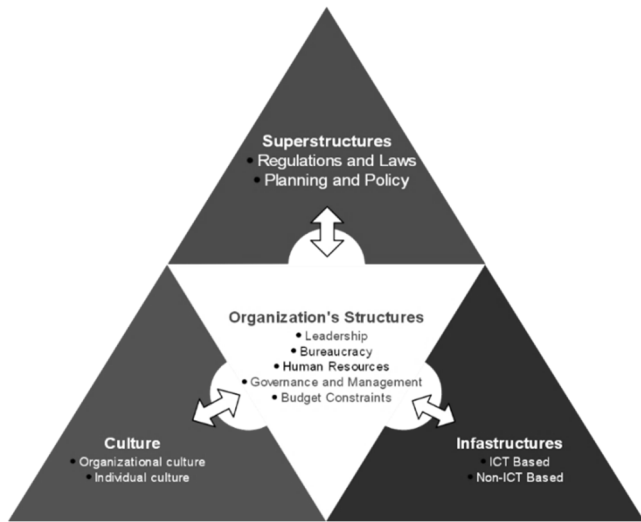 Superstructures
• Regulations and Laws
• Planning and Policy
Organization's Structures
• Leadership
• Bureaucracy
• Human Resources
• Governance and Management
• Budget Constraints
Culture
• Organizational culture
• Individual culture
Infastructures
• ICT Based
• Non-ICT Based